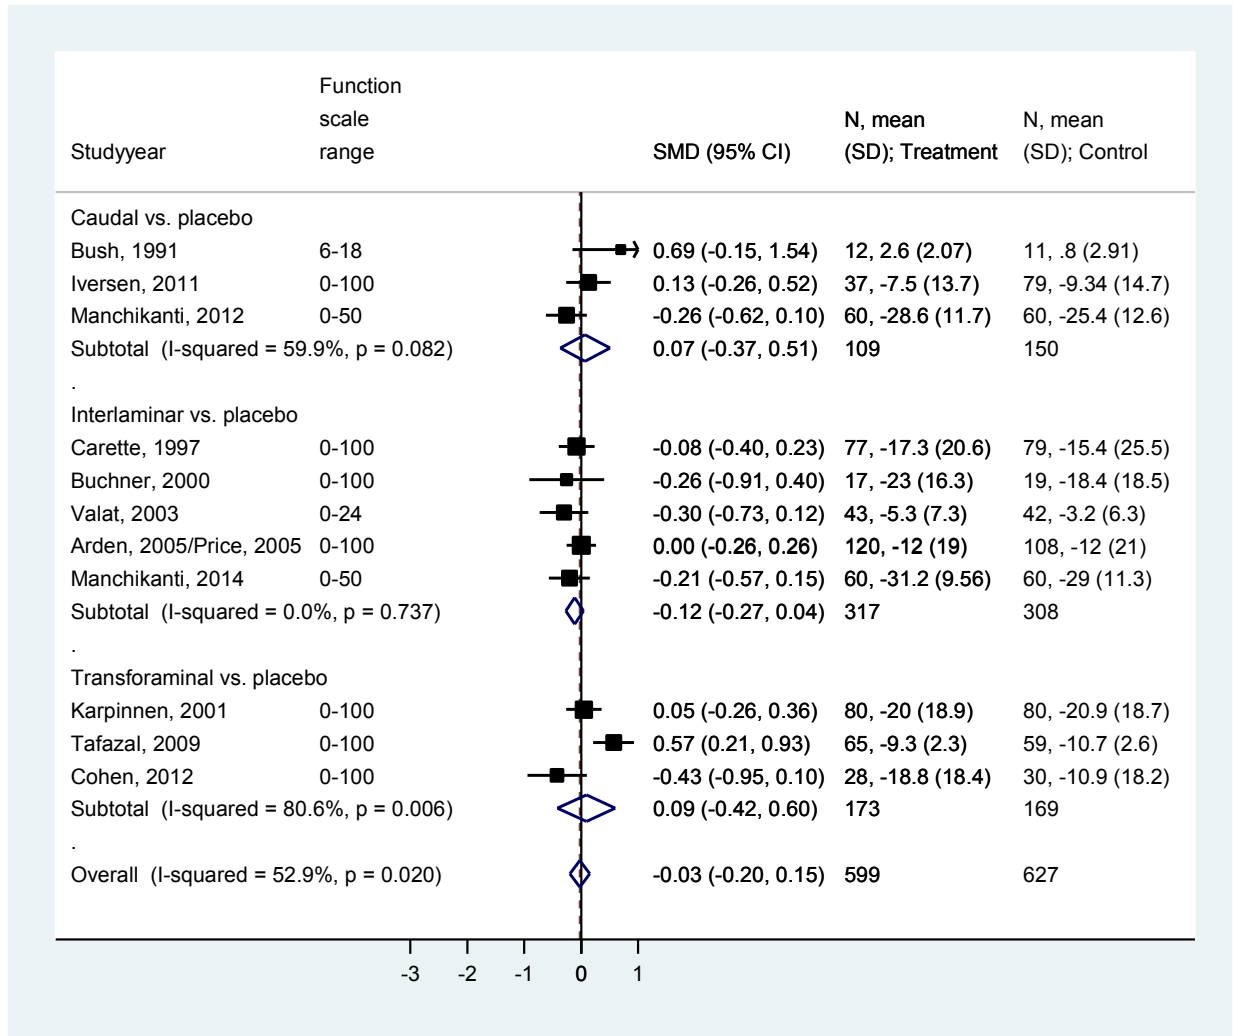 Function
scale
N, mean N, mean
Studyyear range SMD (95% CI) (SD); Treatment (SD); Control
Caudal vs. placebo
Bush, 1991 6-18 0.69 (-0.15, 1.54) 12, 2.6 (2.07) 11, .8 (2.91)
Iversen, 2011 0-100 0.13 (-0.26, 0.52) 37, -7.5 (13.7) 79, -9.34 (14.7)
Manchikanti, 2012 0-50 -0.26 (-0.62, 0.10) 60, -28.6 (11.7) 60, -25.4 (12.6)
Subtotal (I-squared = 59.9%, p = 0.082) 0.07 (-0.37, 0.51) 109 150
.
Interlaminar vs. placebo
Carette, 1997 0-100 -0.08 (-0.40, 0.23) 77, -17.3 (20.6) 79, -15.4 (25.5)
Buchner, 2000 0-100 -0.26 (-0.91, 0.40) 17, -23 (16.3) 19, -18.4 (18.5)
Valat, 2003 0-24 -0.30 (-0.73, 0.12) 43, -5.3 (7.3) 42, -3.2 (6.3)
Arden, 2005/Price, 2005 0-100 0.00 (-0.26, 0.26) 120, -12 (19) 108, -12 (21)
Manchikanti, 2014 0-50 -0.21 (-0.57, 0.15) 60, -31.2 (9.56) 60, -29 (11.3)
Subtotal (I-squared = 0.0%, p = 0.737) -0.12 (-0.27, 0.04) 317 308
.
Transforaminal vs. placebo
Karpinnen, 2001 0-100 0.05 (-0.26, 0.36) 80, -20 (18.9) 80, -20.9 (18.7)
Tafazal, 2009 0-100 0.57 (0.21, 0.93) 65, -9.3 (2.3) 59, -10.7 (2.6)
Cohen, 2012 0-100 -0.43 (-0.95, 0.10) 28, -18.8 (18.4) 30, -10.9 (18.2)
Subtotal (I-squared = 80.6%, p = 0.006) 0.09 (-0.42, 0.60) 173 169
.
Overall (I-squared = 52.9%, p = 0.020) -0.03 (-0.20, 0.15) 599 627
-3 -2 -1 0 1